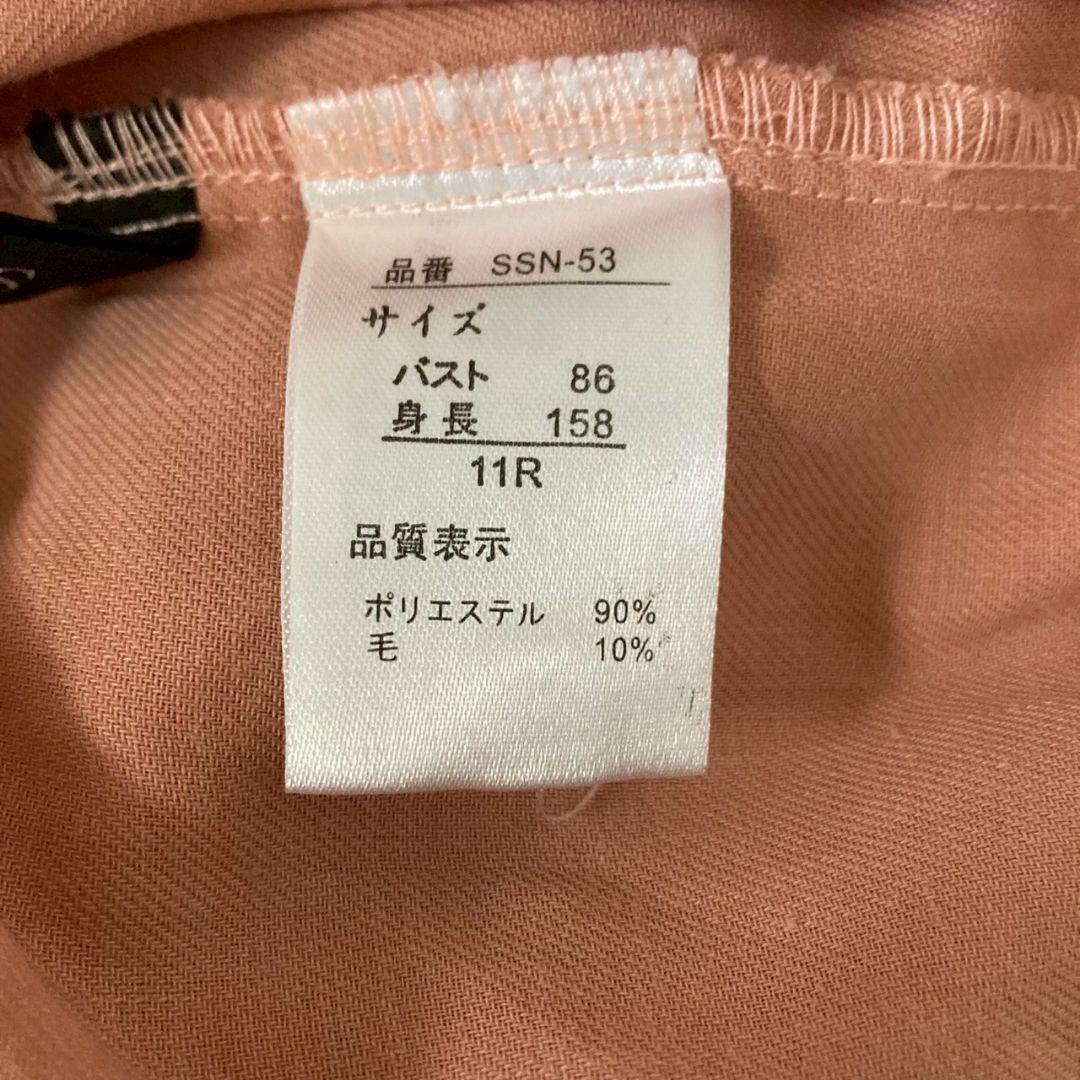 品番 SSN-53
サイズ
バスト 86
身長 158
11R
品質表示
ポリエステル 90%
毛 10%